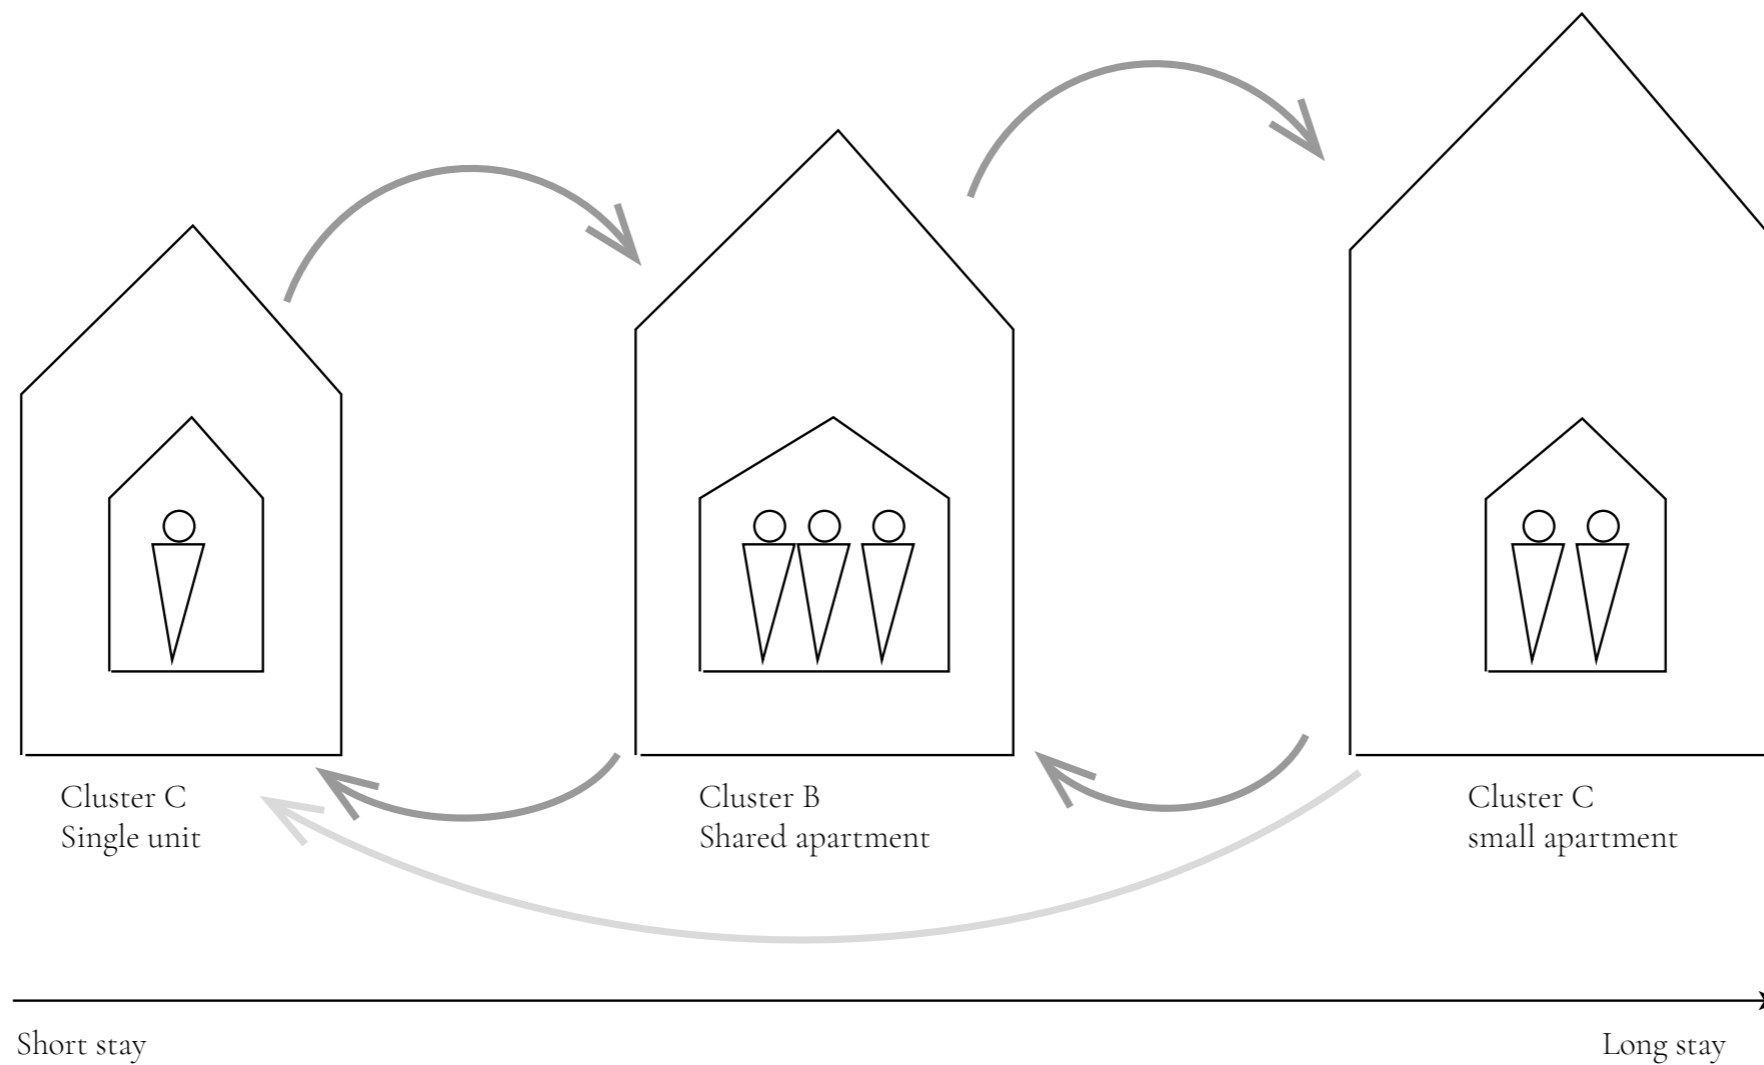 Cluster C
Single unit
Cluster B
Shared apartment
Cluster C
small apartment
Short stay
Long stay